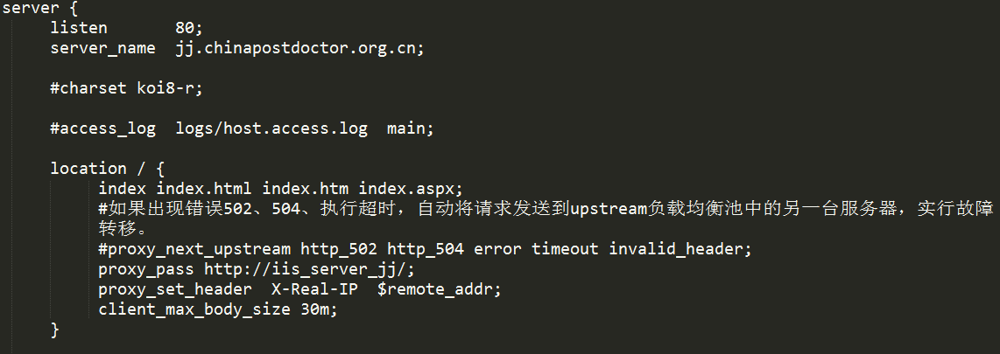 server {
    listen       80;
    server_name  jj.chinapostdoctor.org.cn;
    #charset koi8-r;
    #access_log  logs/host.access.log  main;
    location / {
         index index.html index.htm index.aspx;
         #如果出现错误502、504、执行超时，自动将请求发送到upstream负载均衡池中的另一台服务器，实行故障
         转移。
         #proxy_next_upstream http_502 http_504 error timeout invalid_header;
         proxy_pass http://iis_server_jj/;
         proxy_set_header  X-Real-IP  $remote_addr;
         client_max_body_size 30m;
    }